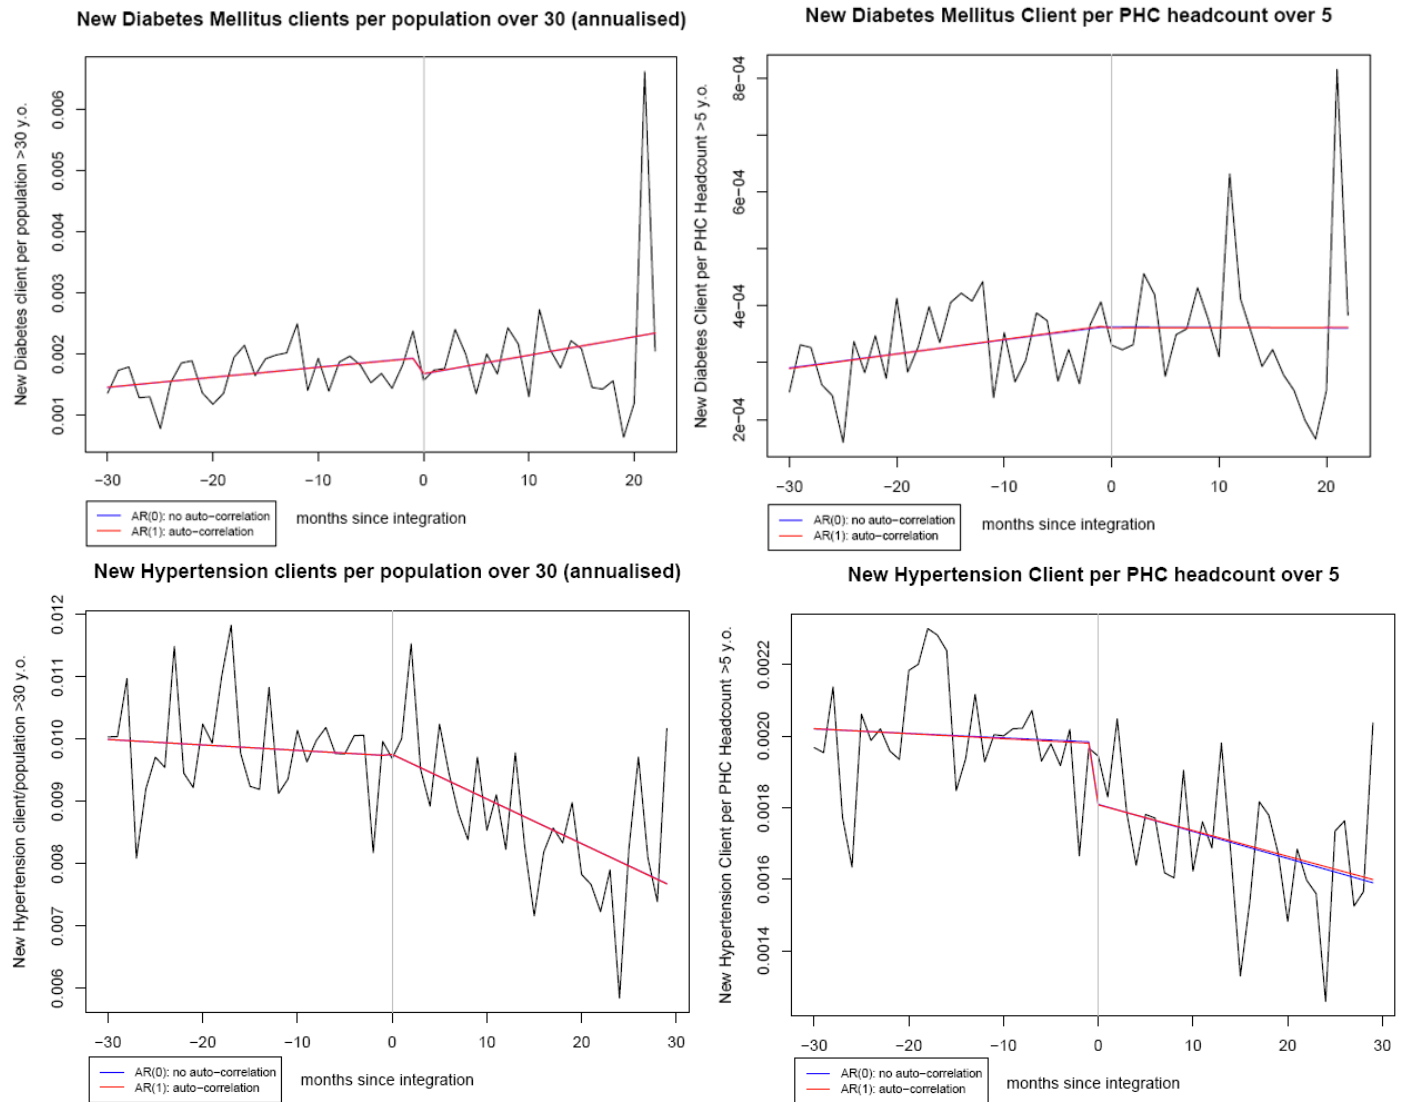 New Diabetes Mellitus clients per population over 30 (annualised)
New Diabetes client per population >30 y.o.
0.006
0.005
0.004
0.003
0.002
0.001
−30
−20
−10
0
10
20
AR(0): no auto−correlation
AR(1): auto−correlation
months since integration
New Diabetes Mellitus Client per PHC headcount over 5
New Diabetes Client per PHC Headcount >5 y.o.
8e−04
6e−04
4e−04
2e−04
−30
−20
−10
0
10
20
AR(0): no auto−correlation
AR(1): auto−correlation
months since integration
New Hypertension clients per population over 30 (annualised)
New Hypertension client/population >30 y.o.
0.012
0.011
0.010
0.009
0.008
0.007
0.006
−30
−20
−10
0
10
20
30
AR(0): no auto−correlation
AR(1): auto−correlation
months since integration
New Hypertension Client per PHC headcount over 5
New Hypertension Client per PHC Headcount >5 y.o.
0.0022
0.0020
0.0018
0.0016
0.0014
−30
−20
−10
0
10
20
30
AR(0): no auto−correlation
AR(1): auto−correlation
months since integration